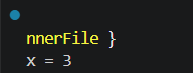 nnerFile }
x = 3